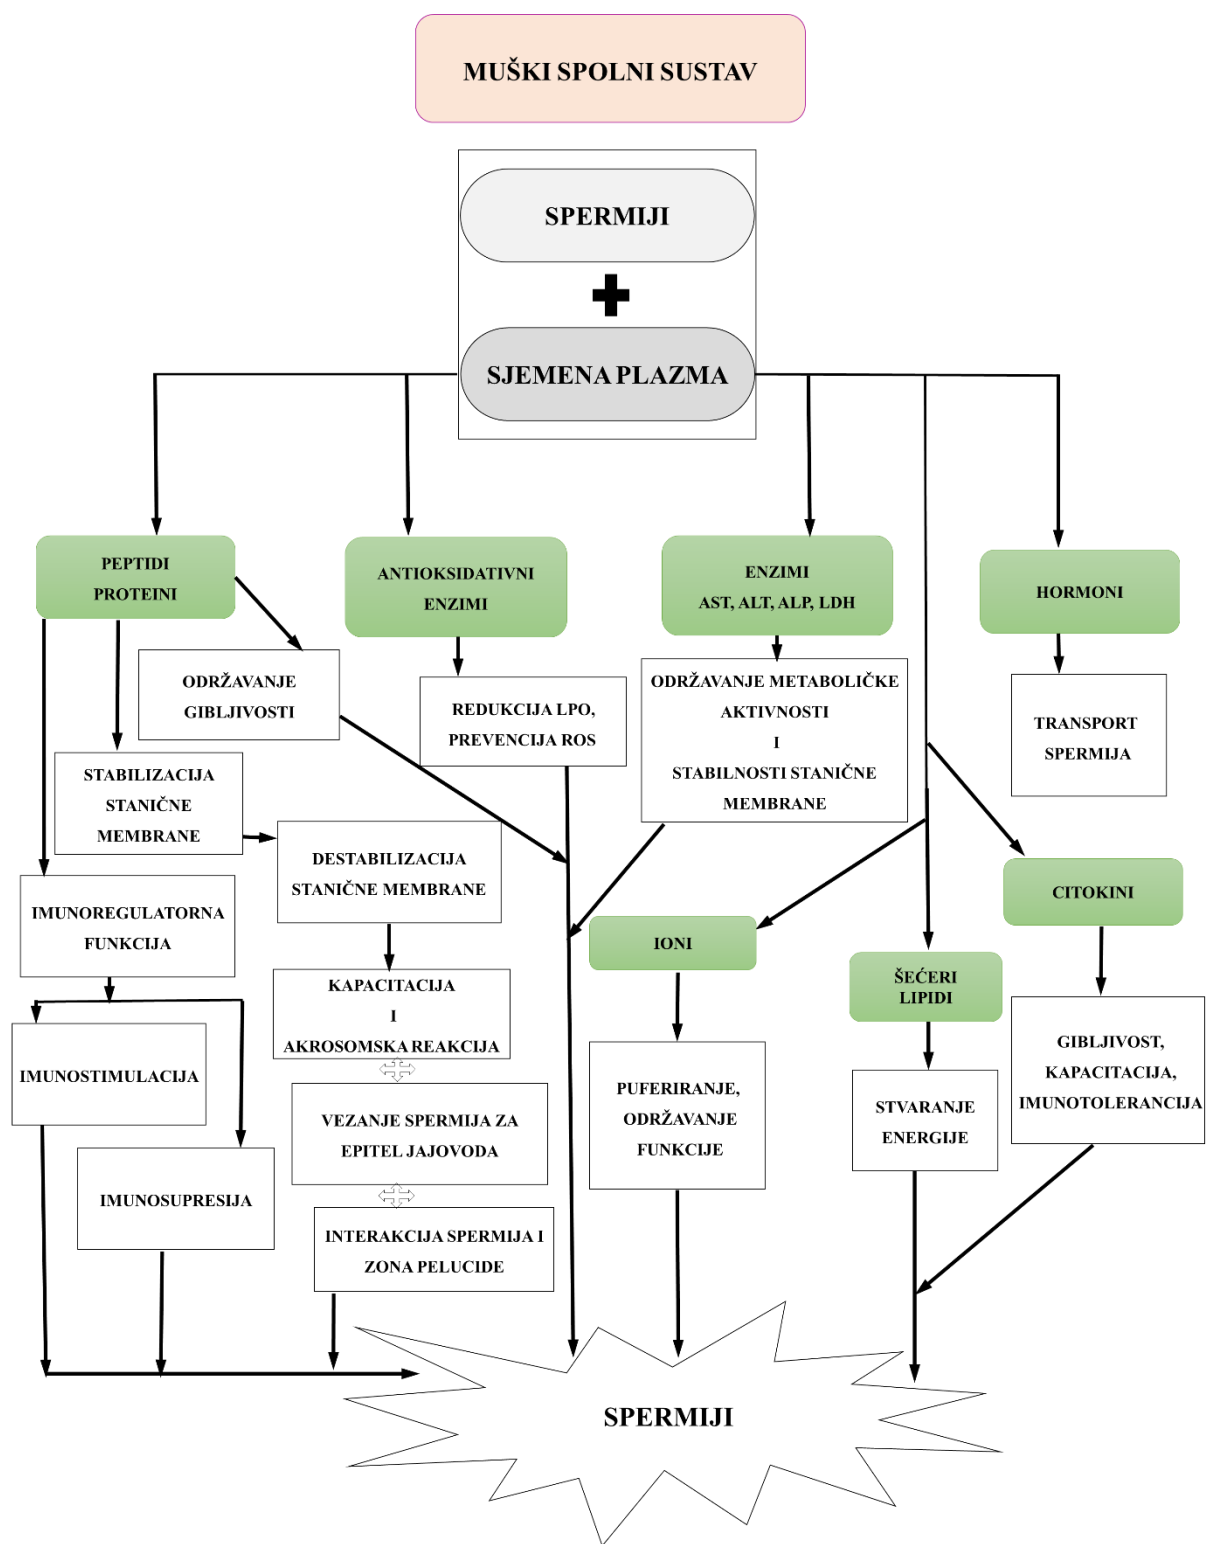 MUŠKI SPOLNI SUSTAV
SPERMIJI
SJEMENA PLAZMA
PEPTIDI
PROTEINI
ANTIOKSIDATIVNI
ENZIMI
ENZIMI
AST, ALT, ALP, LDH
HORMONI
ODRŽAVANJE
GIBLJIVOSTI
REDUKCIJA LPO,
PREVENCIJA ROS
ODRŽAVANJE METABOLIČKE
AKTIVNOSTI
I
STABILNOSTI STANIČNE
MEMBRANE
TRANSPORT
SPERMIJA
STABILIZACIJA
STANIČNE
MEMBRANE
DESTABILIZACIJA
STANIČNE MEMBRANE
CITOKINI
IMUNOREGULATORNA
FUNKCIJA
IONI
ŠEĆERI
LIPIDI
KAPACITACIJA
I
AKROSOMSKA REAKCIJA
IMUNOSTIMULACIJA
PUFERIRANJE,
ODRŽAVANJE
FUNKCIJE
STVARANJE
ENERGIJE
GIBLJIVOST,
KAPACITACIJA,
IMUNOTOLERANCIJA
VEZANJE SPERMIJA ZA
EPITEL JAJOVODA
IMUNOSUPRESIJA
INTERAKCIJA SPERMIJA I
ZONA PELUCIDE
SPERMIJI